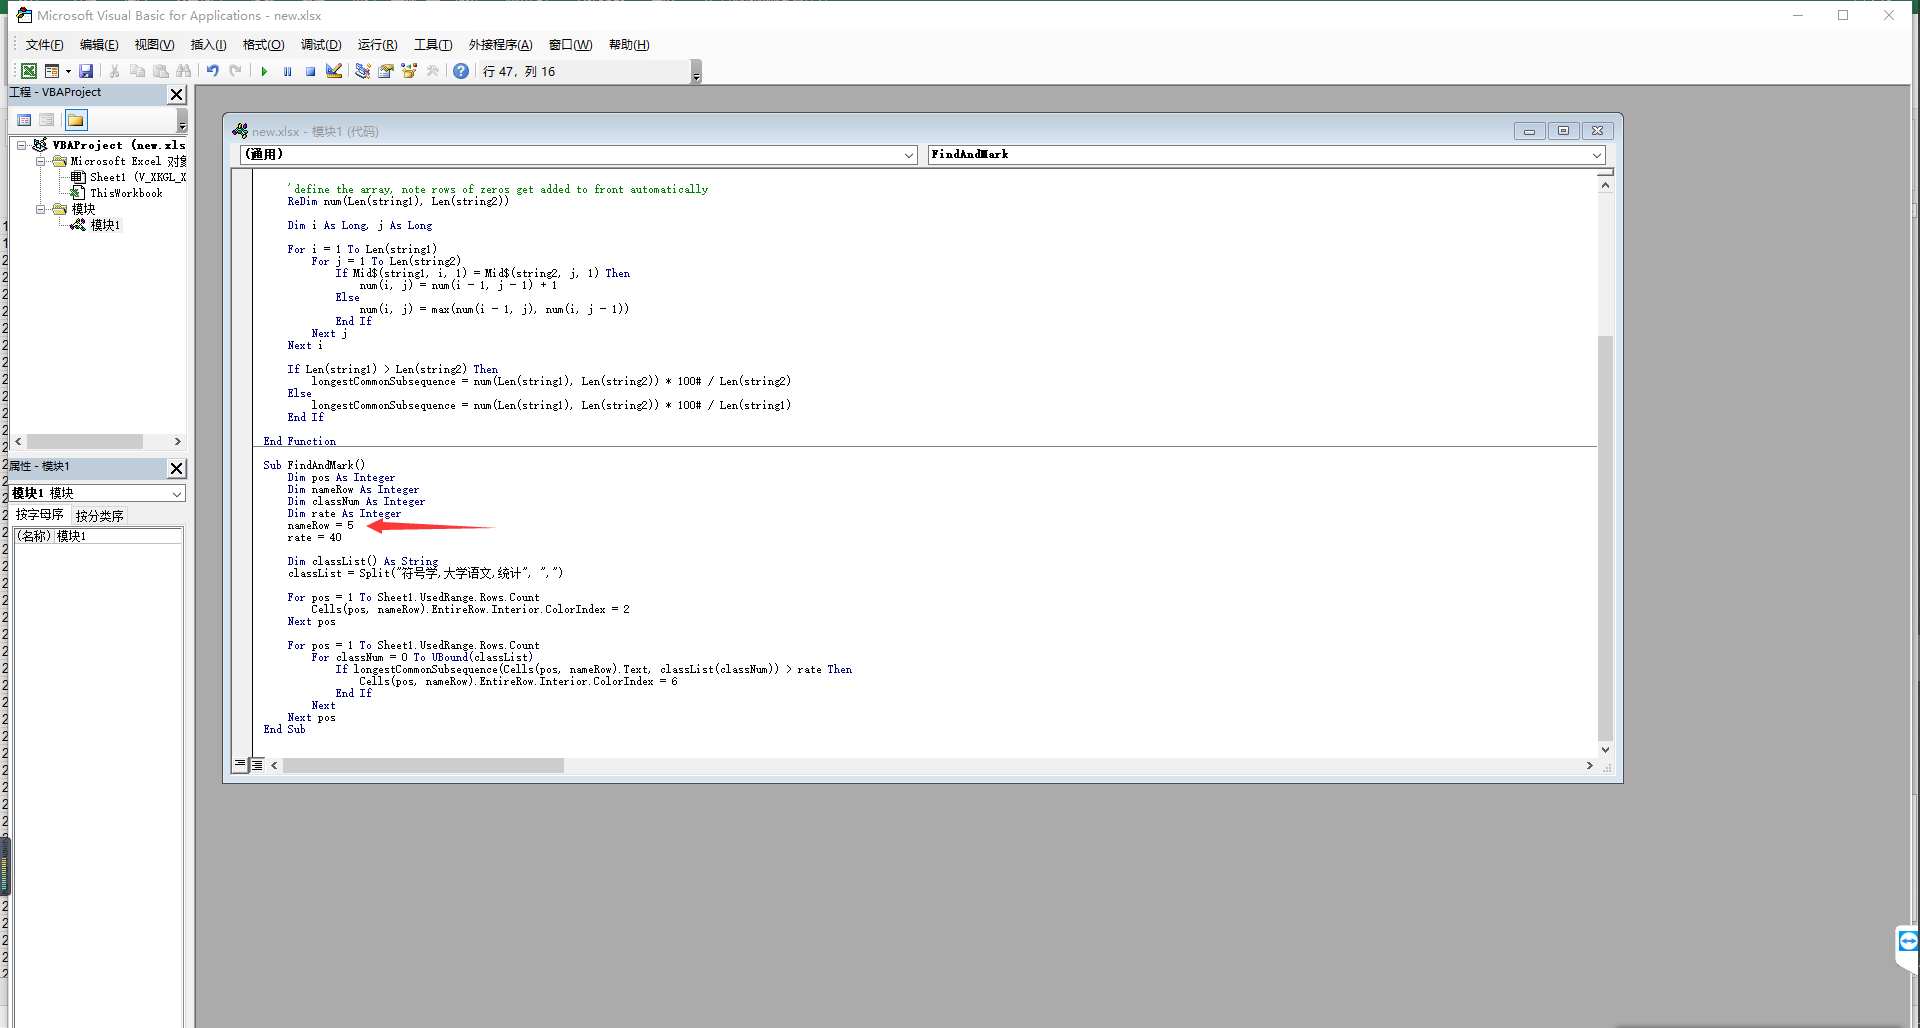 Microsoft Visual Basic for Applications - new.xlsx
文件(F) 编辑(E) 视图(V) 插入(I) 格式(O) 调试(D) 运行(R) 工具(T) 外接程序(A) 窗口(W) 帮助(H)
行 47, 列 16
工程 - VBAProject
VBAProject (new.xls
Microsoft Excel 对象
Sheet1 (V_XKGL_X
ThisWorkbook
模块
模块1
属性 - 模块1
模块1 模块
按字母序 按分类序
(名称) 模块1
new.xlsx - 模块1 (代码)
(通用) FindAndMark
'define the array, note rows of zeros get added to front automatically
ReDim num(Len(string1), Len(string2))
Dim i As Long, j As Long
For i = 1 To Len(string1)
For j = 1 To Len(string2)
If Mid$(string1, i, 1) = Mid$(string2, j, 1) Then
num(i, j) = num(i - 1, j - 1) + 1
Else
num(i, j) = max(num(i - 1, j), num(i, j - 1))
End If
Next j
Next i
If Len(string1) > Len(string2) Then
longestCommonSubsequence = num(Len(string1), Len(string2)) * 100# / Len(string2)
Else
longestCommonSubsequence = num(Len(string1), Len(string2)) * 100# / Len(string1)
End If
End Function
Sub FindAndMark()
Dim pos As Integer
Dim nameRow As Integer
Dim classNum As Integer
Dim rate As Integer
nameRow = 5
rate = 40
Dim classList() As String
classList = Split("符号学,大学语文,统计", ",")
For pos = 1 To Sheet1.UsedRange.Rows.Count
Cells(pos, nameRow).EntireRow.Interior.ColorIndex = 2
Next pos
For pos = 1 To Sheet1.UsedRange.Rows.Count
For classNum = 0 To UBound(classList)
If longestCommonSubsequence(Cells(pos, nameRow).Text, classList(classNum)) > rate Then
Cells(pos, nameRow).EntireRow.Interior.ColorIndex = 6
End If
Next
Next pos
End Sub